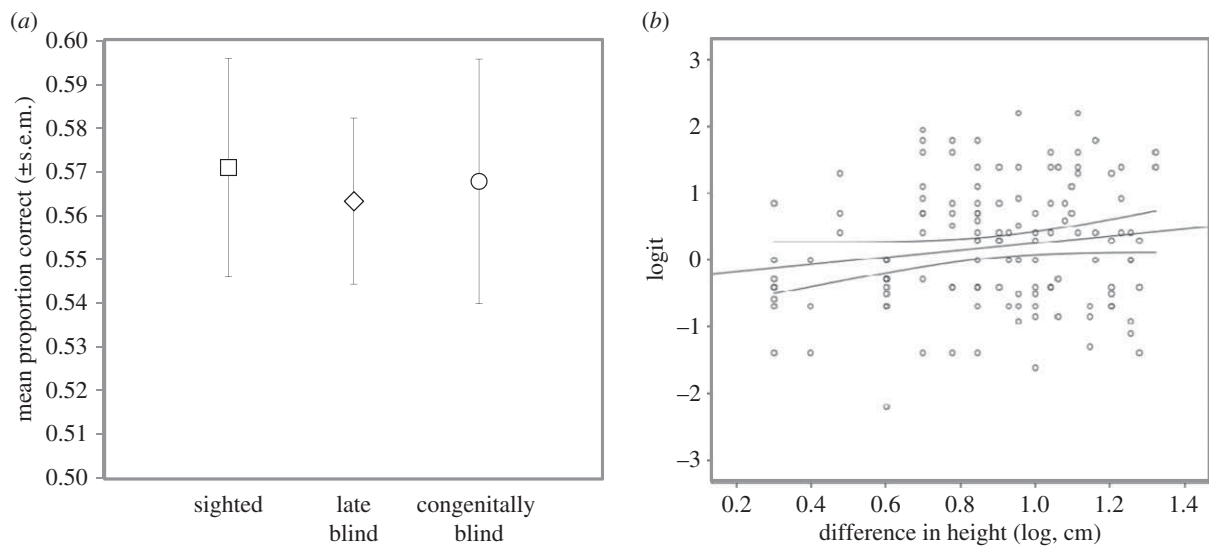 (a)
0.60
0.59
0.58
0.57
0.56
0.55
0.54
0.53
0.52
0.51
0.50
mean proportion correct (±s.e.m.)
sighted
late
blind
congenitally
blind
(b)
3
2
1
0
−1
−2
−3
logit
0.2 0.4 0.6 0.8 1.0 1.2 1.4
difference in height (log, cm)